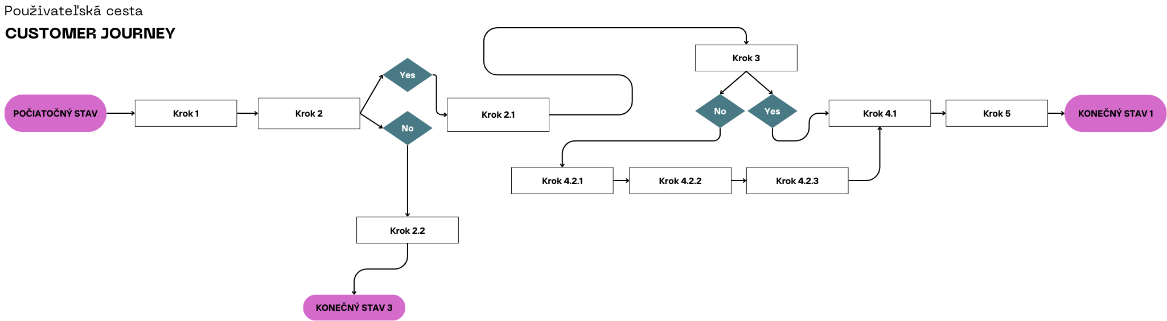 Používateľská cesta
CUSTOMER JOURNEY
POČIATOČNÝ STAV
Krok 1
Krok 2
Yes
No
Krok 2.1
Krok 2.2
KONEČNÝ STAV 3
Krok 3
No
Yes
Krok 4.2.1
Krok 4.2.2
Krok 4.2.3
Krok 4.1
Krok 5
KONEČNÝ STAV 1